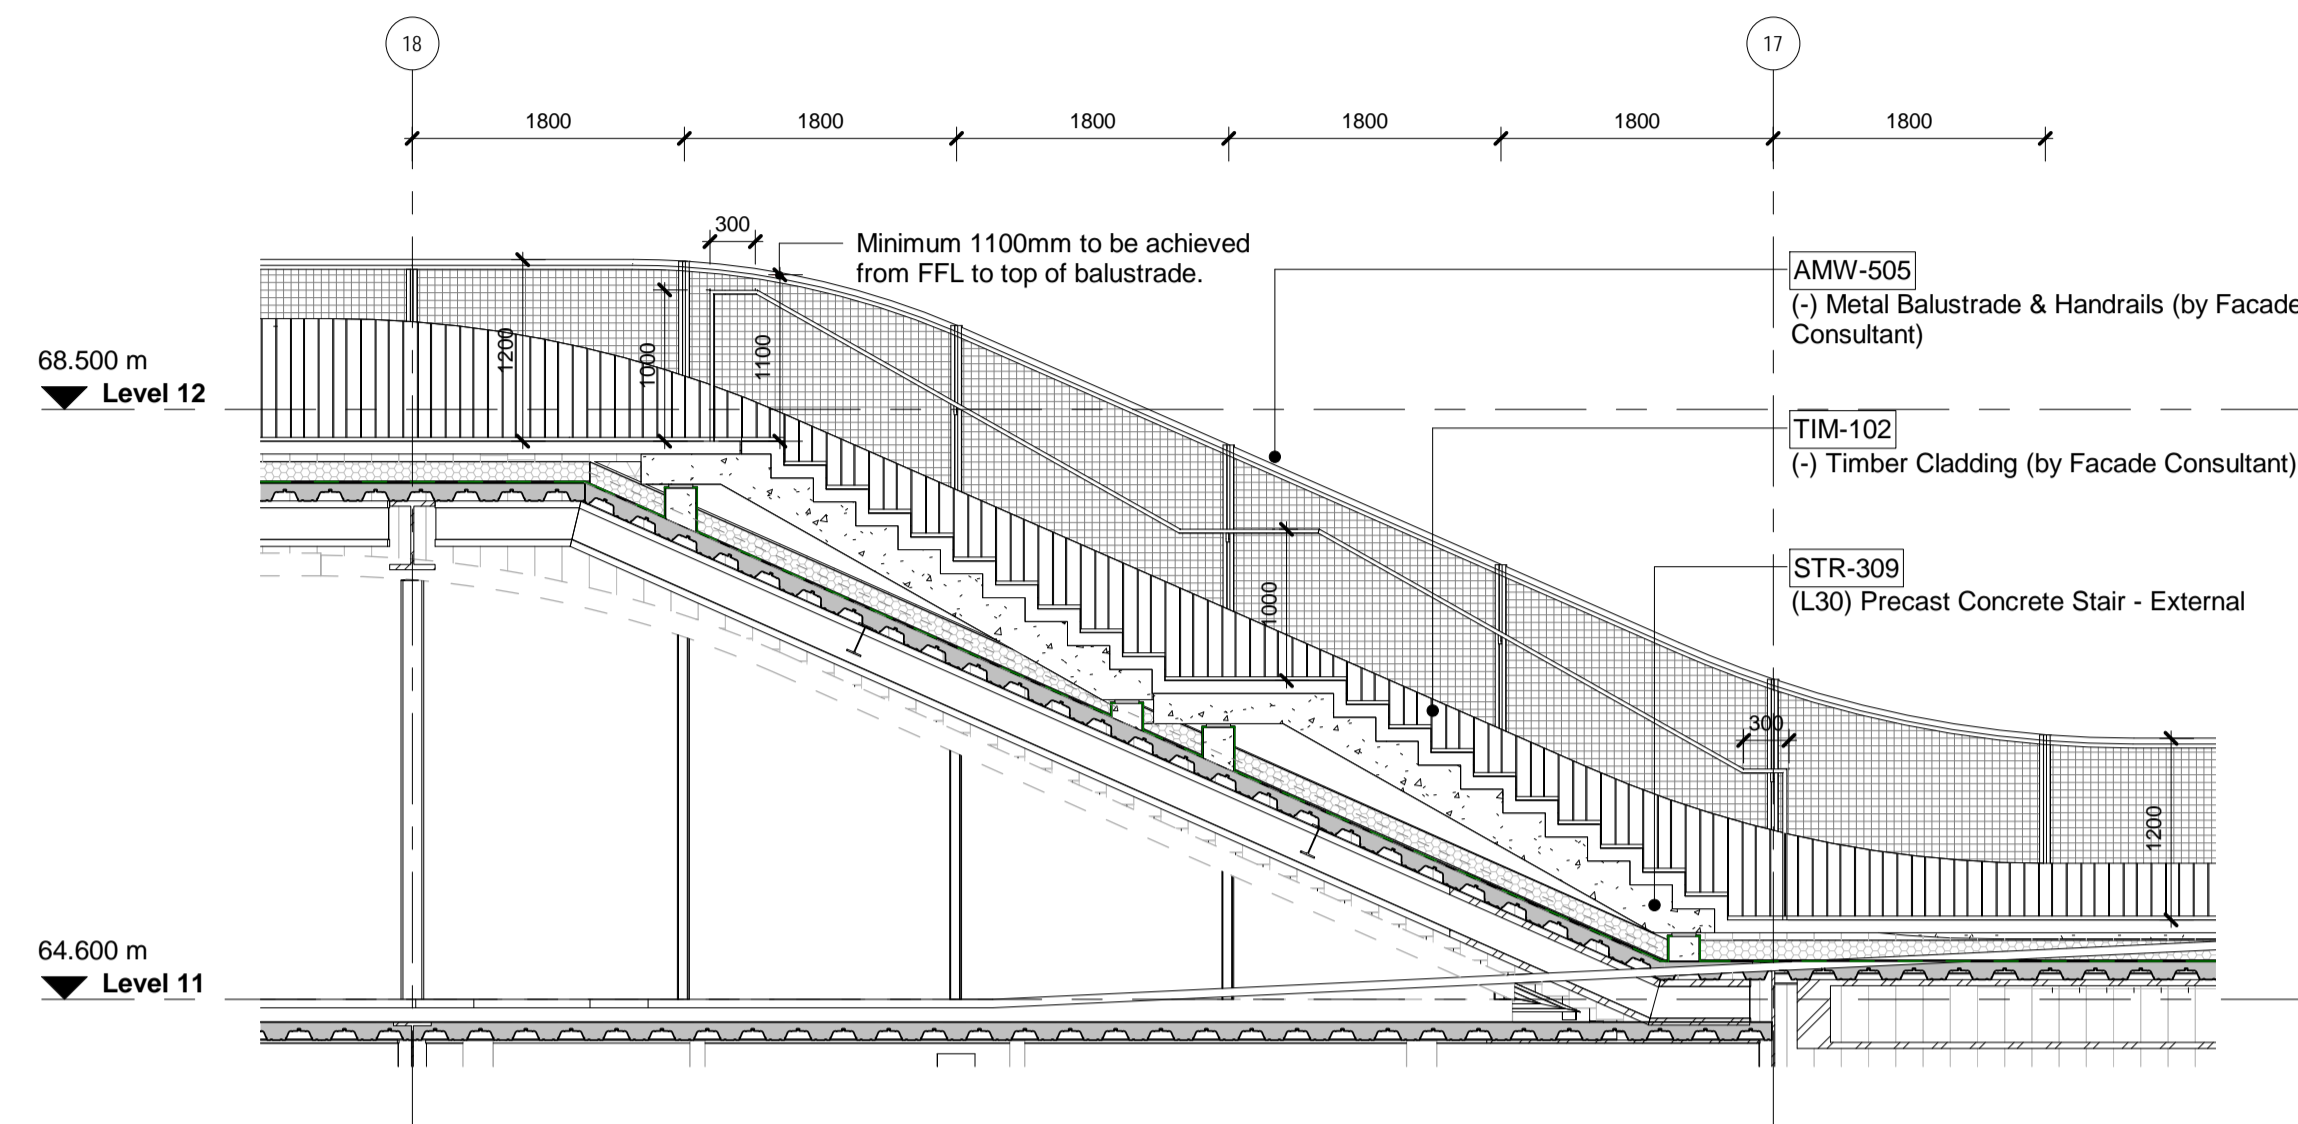 18
17
1800
1800
1800
1800
1800
1800
300
Minimum 1100mm to be achieved
from FFL to top of balustrade.
AMW-505
(-) Metal Balustrade & Handrails (by Facade
Consultant)
1200
1000
1100
68.500 m
Level 12
TIM-102
(-) Timber Cladding (by Facade Consultant)
STR-309
(L30) Precast Concrete Stair - External
1000
300
1200
64.600 m
Level 11